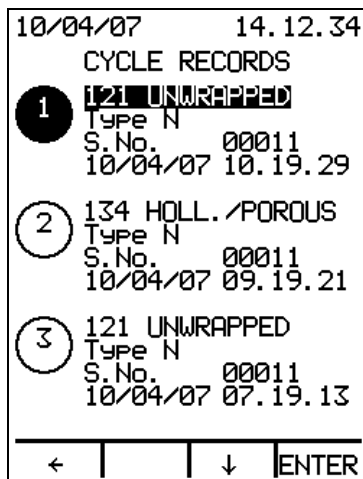 10/04/07 14.12.34
CYCLE RECORDS
1 121 UNWRAPPED
Type N
S.No. 00011
10/04/07 10.19.29
2 134 HOLL./POROUS
Type N
S.No. 00011
10/04/07 09.19.21
3 121 UNWRAPPED
Type N
S.No. 00011
10/04/07 07.19.13
← ↓ ENTER